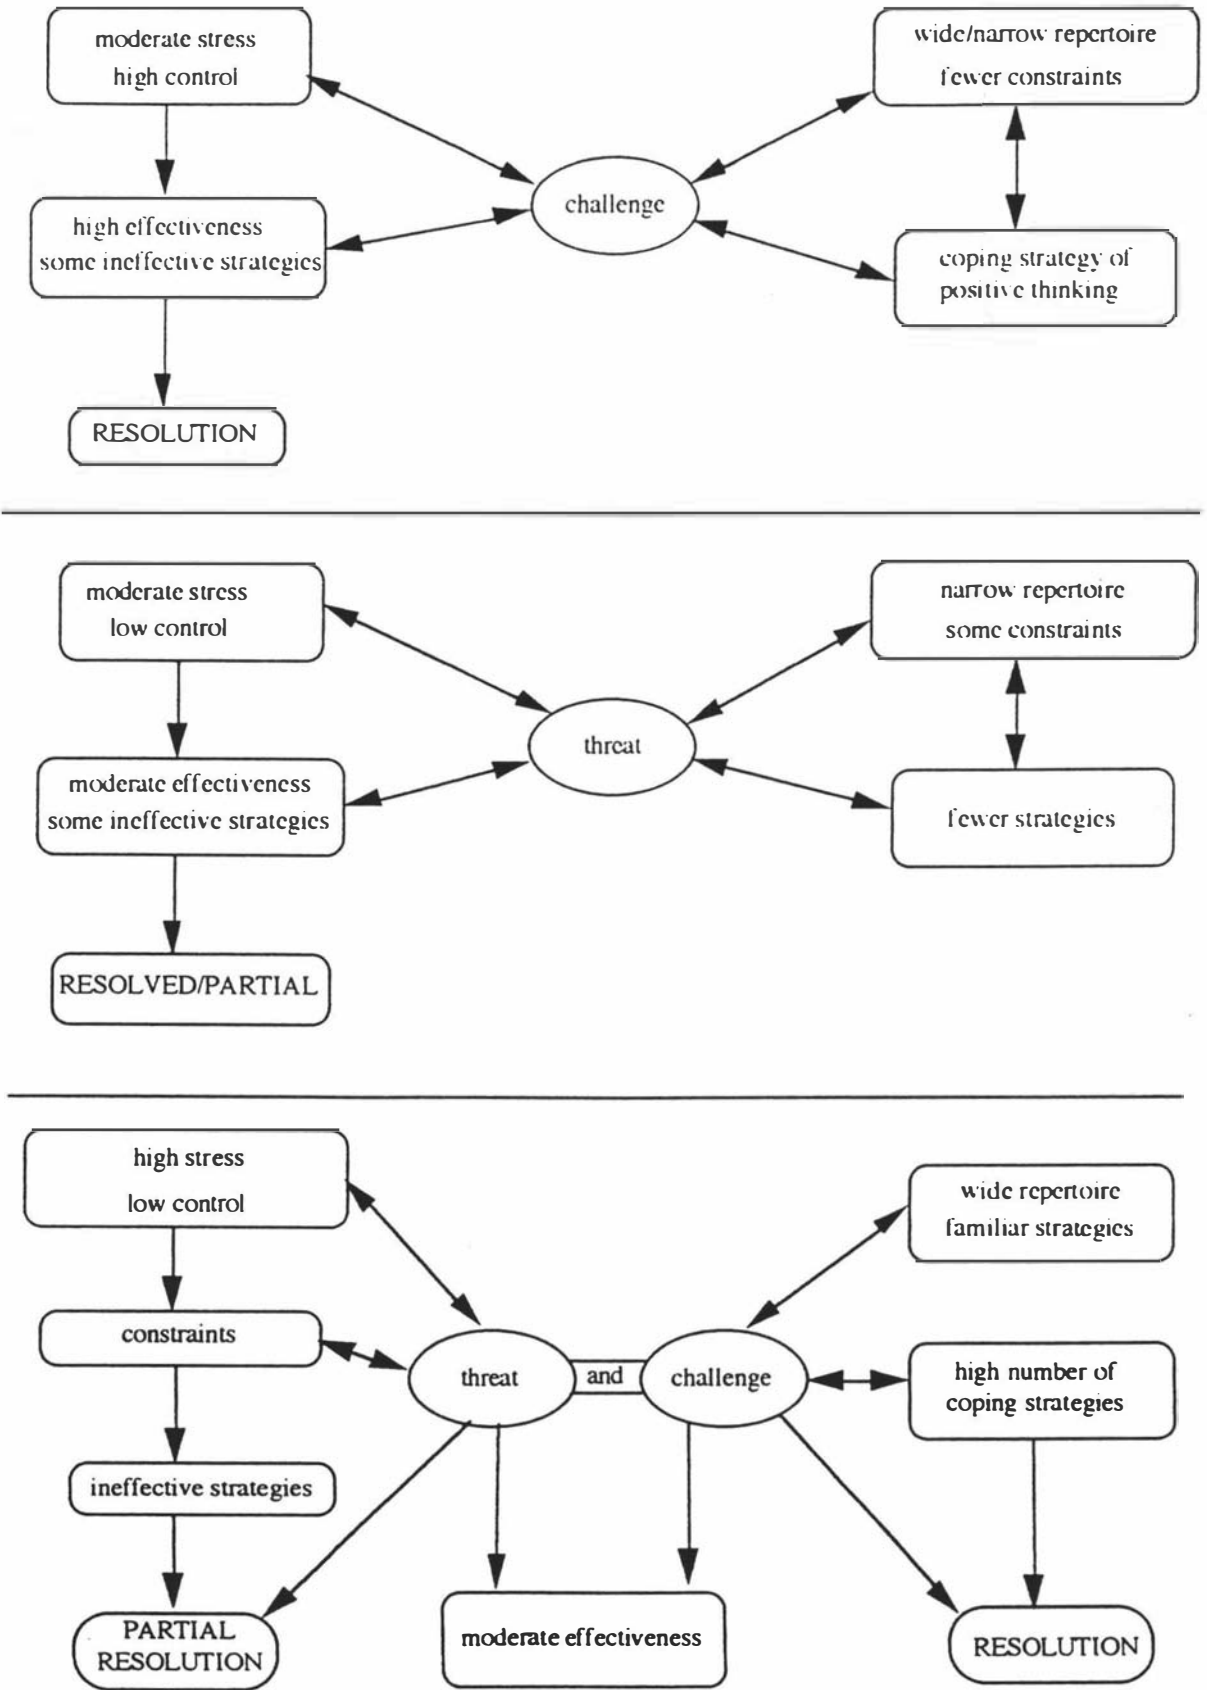 moderate stress
high control
wide/narrow repertoire
fewer constraints
challenge
high effectiveness
some ineffective strategies
coping strategy of
positive thinking
RESOLUTION
moderate stress
low control
narrow repertoire
some constraints
threat
moderate effectiveness
some ineffective strategies
fewer strategies
RESOLVED/PARTIAL
high stress
low control
wide repertoire
familiar strategies
constraints
threat
and
challenge
high number of
coping strategies
ineffective strategies
PARTIAL
RESOLUTION
moderate effectiveness
RESOLUTION